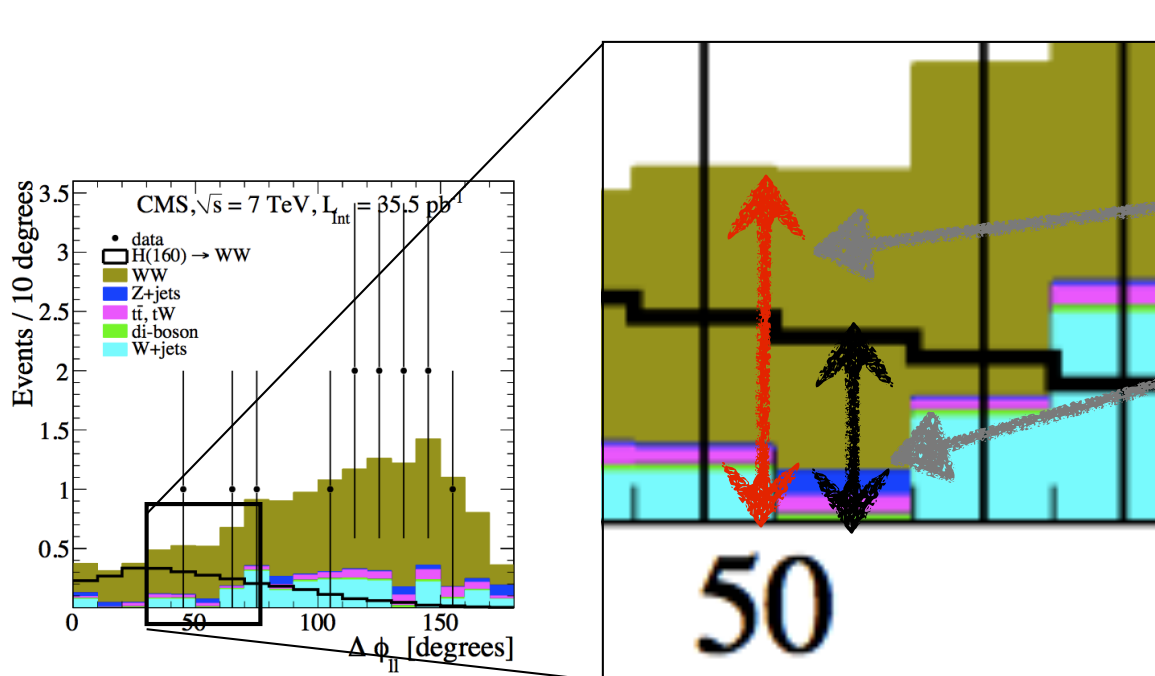 3.5
CMS, √s = 7 TeV, L_int = 35.5 pb⁻¹
data
H(160) → WW
WW
Z+jets
tt̄, tW
di-boson
W+jets
3
2.5
2
1.5
1
0.5
0
Events / 10 degrees
0 50 100 150
Δ ϕ_ll [degrees]
50